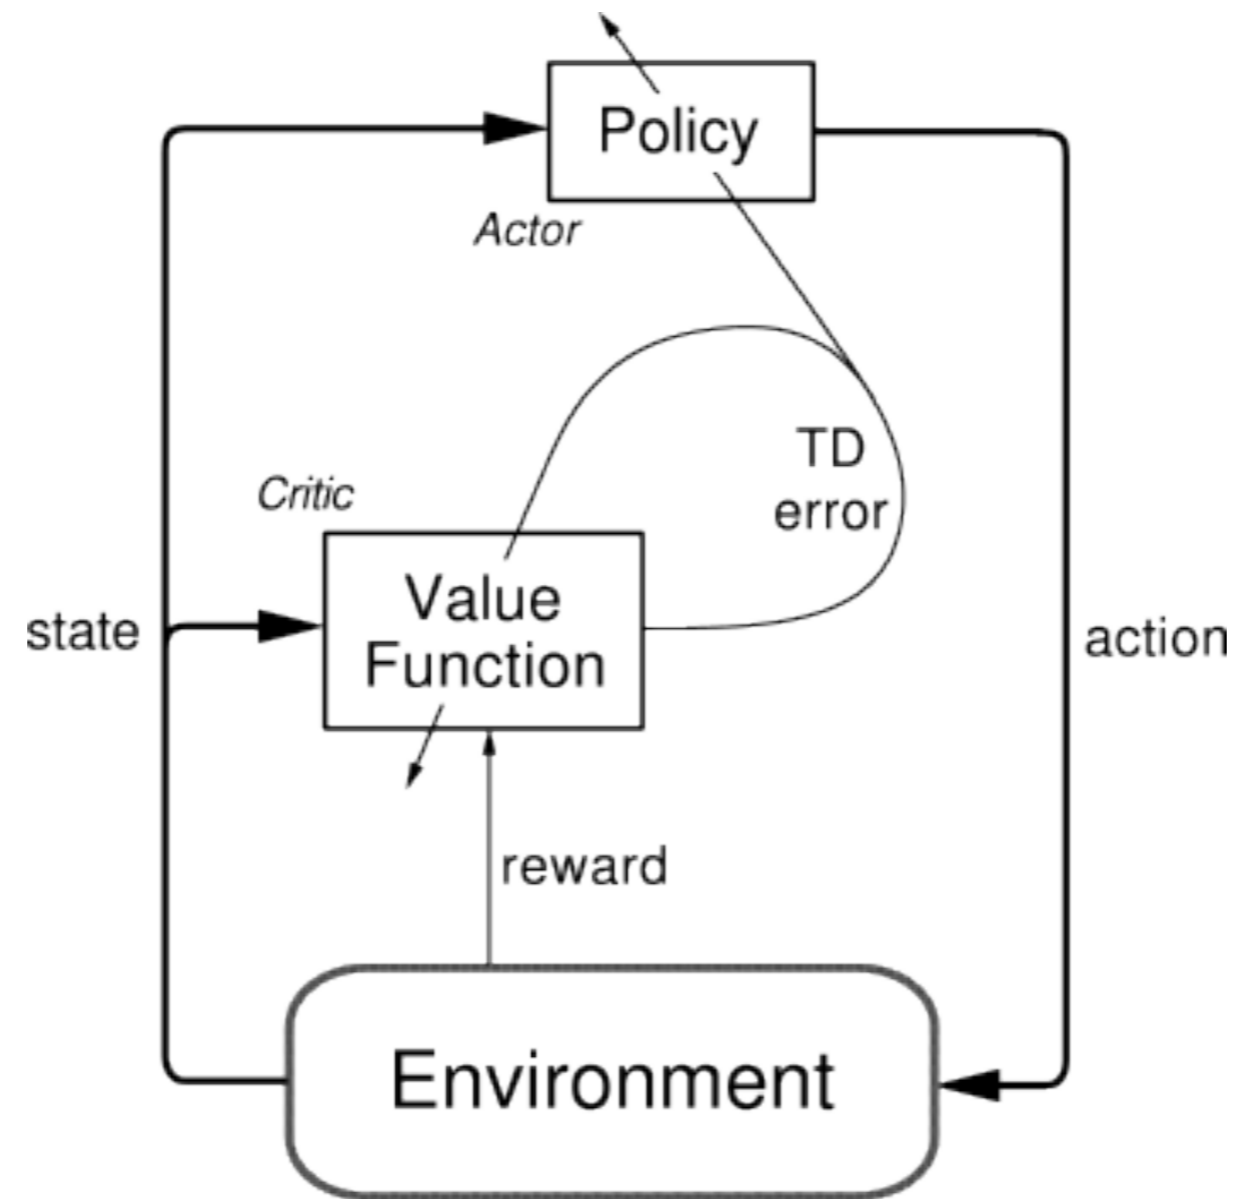 Policy
Actor
TD
error
Critic
Value
Function
state
action
reward
Environment